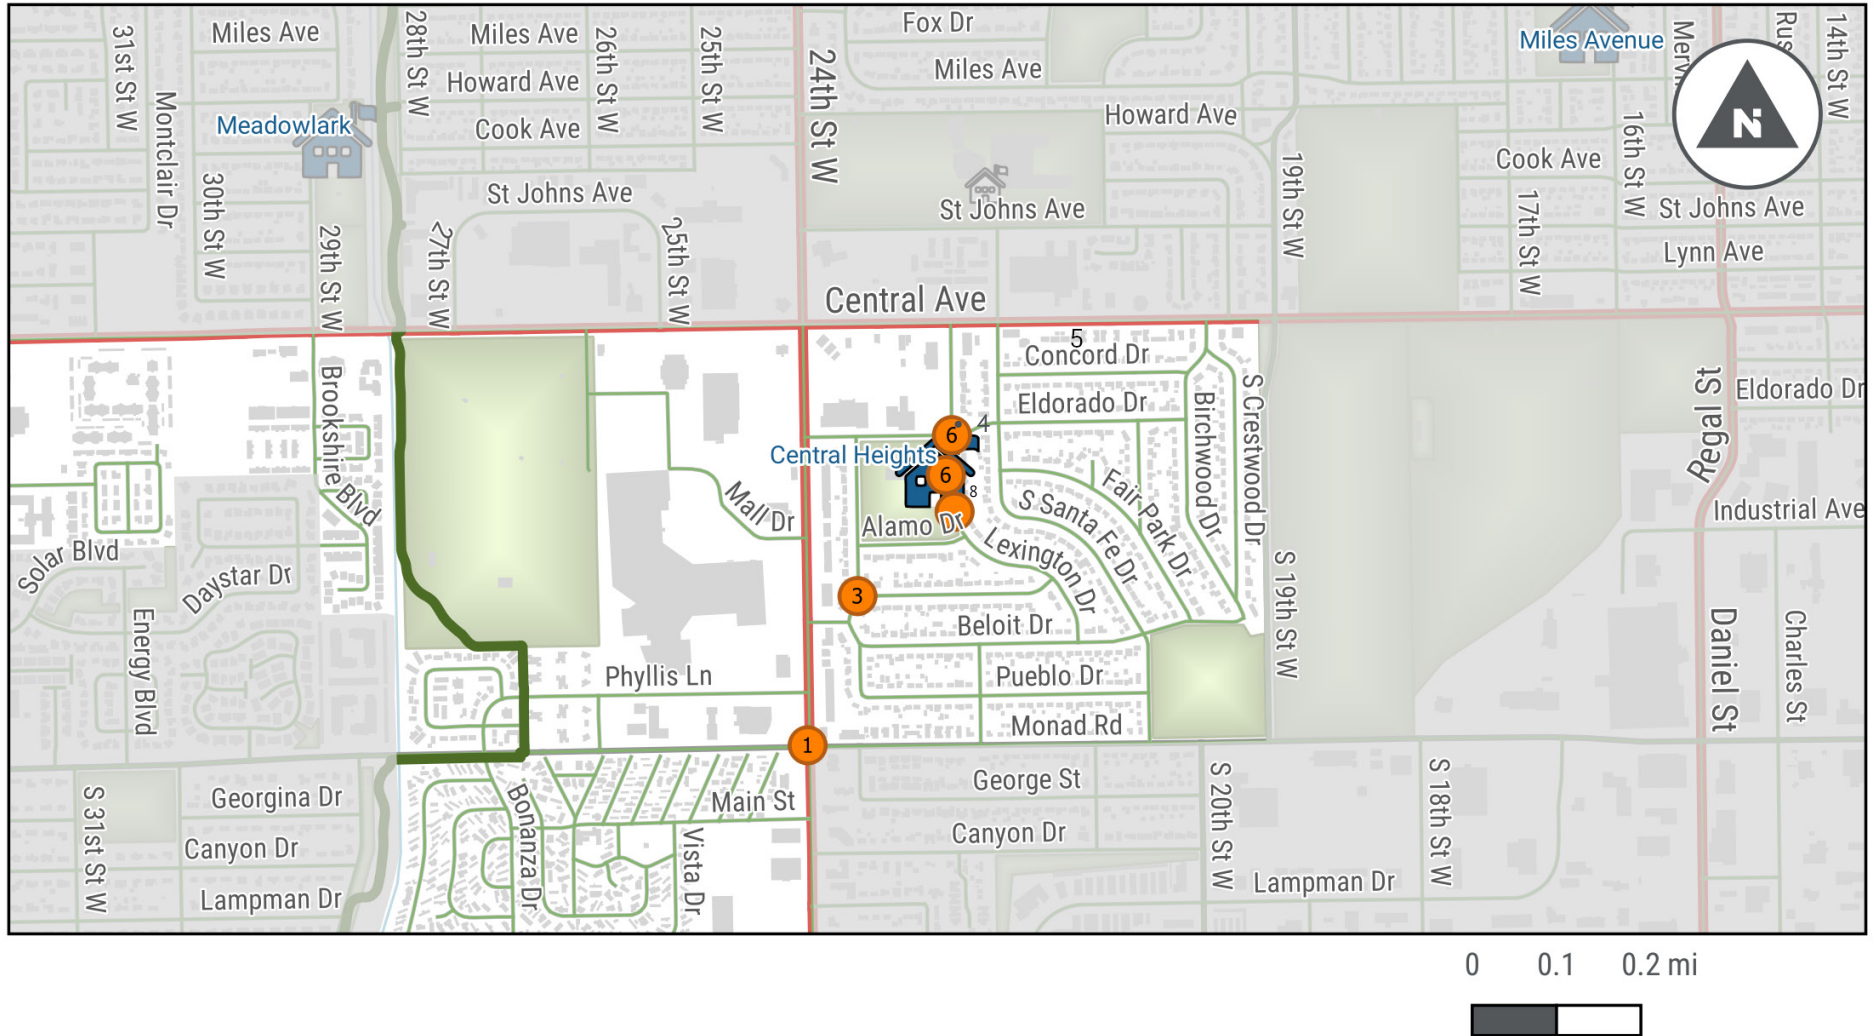 31st St W
Miles Ave
28th St W
Miles Ave
26th St W
25th St W
Fox Dr
Miles Avenue
Rus
14th St W
Howard Ave
24th St W
Miles Ave
Montclair Dr
Meadowlark
Cook Ave
Howard Ave
N
16th St W
Cook Ave
30th St W
St Johns Ave
St Johns Ave
19th St W
17th St W
St Johns Ave
29th St W
27th St W
25th St W
Lynn Ave
Central Ave
5
Concord Dr
Brookshire Blvd
Eldorado Dr
Birchwood Dr
S Crestwood Dr
Regal St
Eldorado Dr
6
4
Central Heights
6
8
Mall Dr
Alamo Dr
S Santa Fe Dr
Fair Park Dr
Industrial Ave
Solar Blvd
Daystar Dr
Lexington Dr
S 19th St W
3
Energy Blvd
Beloit Dr
Daniel St
Charles St
Phyllis Ln
Pueblo Dr
Monad Rd
1
S 31st St W
Georgina Dr
Bonanza Dr
Main St
George St
S 20th St W
S 18th St W
Canyon Dr
Vista Dr
Canyon Dr
Lampman Dr
Lampman Dr
0 0.1 0.2 mi